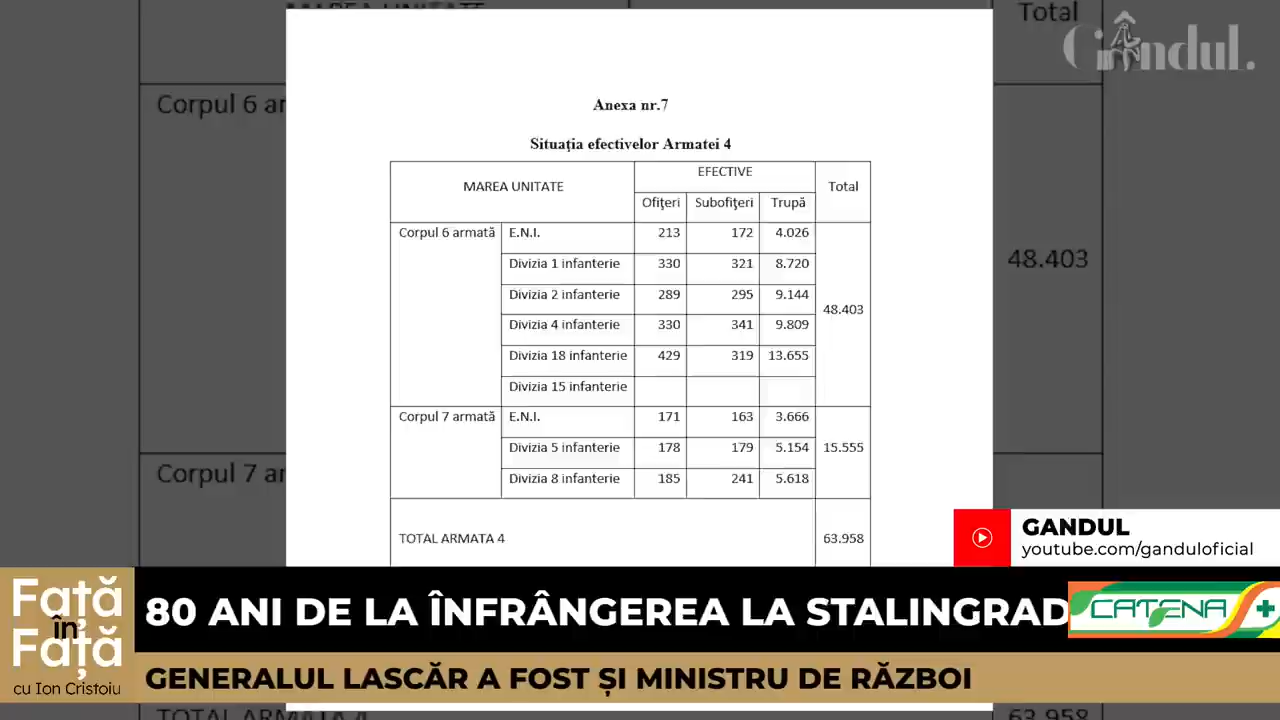 MAREA UNITATE
Total
Gândul.
Corpul 6 ar
48.403
Corpul 7 ar
TOTAL ARMATA 4
63.958
Anexa nr.7
Situația efectivelor Armatei 4
MAREA UNITATE EFECTIVE Total
Ofițeri Subofițeri Trupă
Corpul 6 armată E.N.I. 213 172 4.026 48.403
Divizia 1 infanterie 330 321 8.720
Divizia 2 infanterie 289 295 9.144
Divizia 4 infanterie 330 341 9.809
Divizia 18 infanterie 429 319 13.655
Divizia 15 infanterie
Corpul 7 armată E.N.I. 171 163 3.666 15.555
Divizia 5 infanterie 178 179 5.154
Divizia 8 infanterie 185 241 5.618
TOTAL ARMATA 4 63.958
GANDUL
youtube.com/ganduloficial
Față
în
Față
cu Ion Cristoiu
80 ANI DE LA ÎNFRÂNGEREA LA STALINGRAD
CATENA
GENERALUL LASCĂR A FOST ȘI MINISTRU DE RĂZBOI